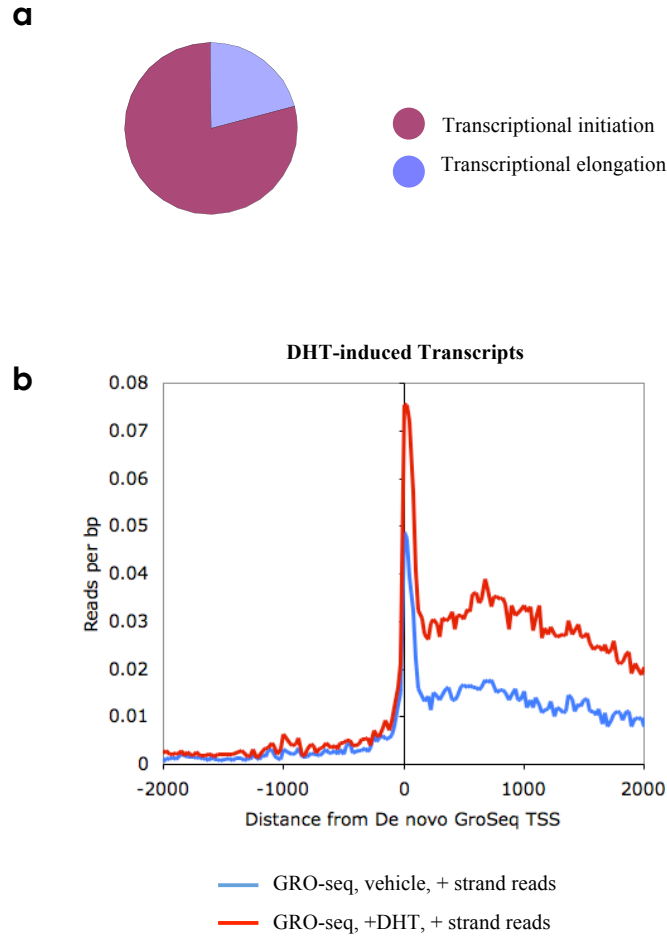 a
Transcriptional initiation
Transcriptional elongation
DHT-induced Transcripts
b
0.08
0.07
0.06
0.05
0.04
0.03
0.02
0.01
0
Reads per bp
-2000
-1000
0
1000
2000
Distance from De novo GroSeq TSS
GRO-seq, vehicle, + strand reads
GRO-seq, +DHT, + strand reads